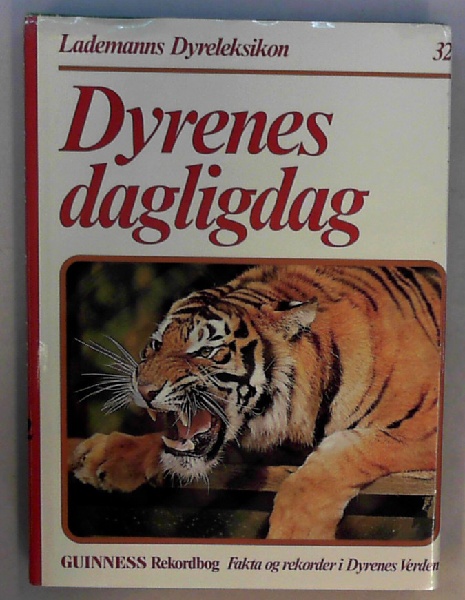 Lademanns Dyreleksikon 32
Dyrenes
dagligdag
GUINNESS Rekordbog Fakta og rekorder i Dyrenes Verden